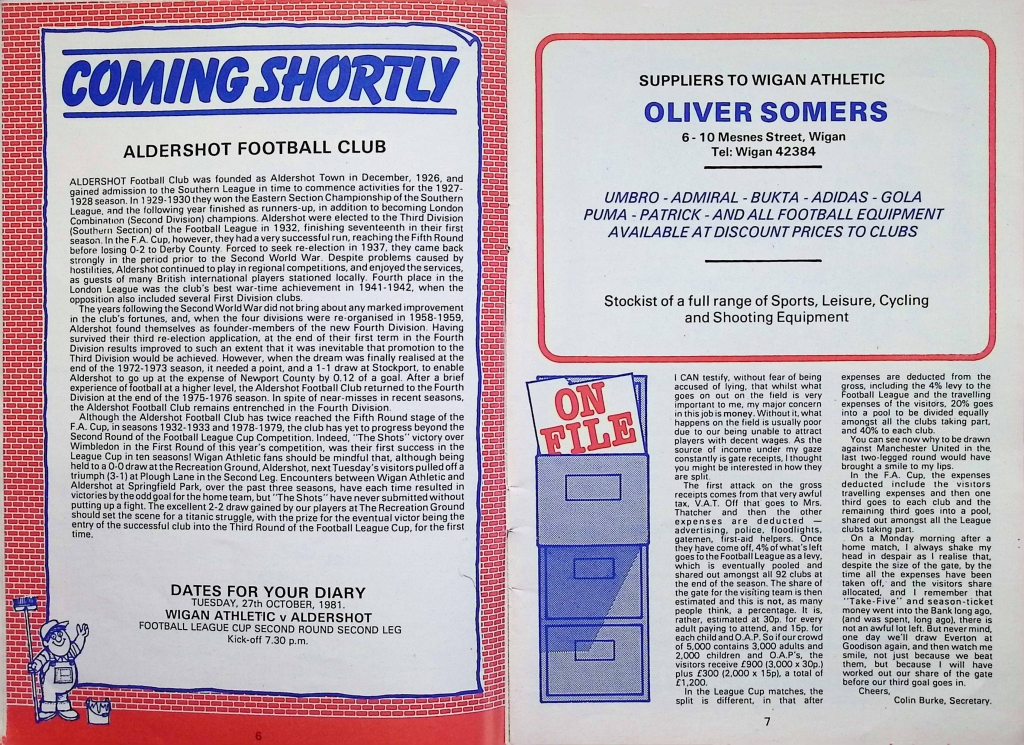 COMING SHORTLY
ALDERSHOT FOOTBALL CLUB
ALDERSHOT Football Club was founded as Aldershot Town in December, 1926, and
gained admission to the Southern League in time to commence activities for the 1927-
1928 season. In 1929-1930 they won the Eastern Section Championship of the Southern
League, and the following year finished as runners-up, in addition to becoming London
Combination (Second Division) champions. Aldershot were elected to the Third Division
(Southern Section) of the Football League in 1932, finishing seventeenth in their first
season. In the F.A. Cup, however, they had a very successful run, reaching the Fifth Round
before losing 0-2 to Derby County. Forced to seek re-election in 1937, they came back
strongly in the period prior to the Second World War. Despite problems caused by
hostilities, Aldershot continued to play in regional competitions, and enjoyed the services,
as guests of many British international players stationed locally. Fourth place in the
London League was the club's best war-time achievement in 1941-1942, when the
opposition also included several First Division clubs.
The years following the Second World War did not bring about any marked improvement
in the club's fortunes, and, when the four divisions were re-organised in 1958-1959,
Aldershot found themselves as founder-members of the new Fourth Division. Having
survived their third re-election application, at the end of their first term in the Fourth
Division results improved to such an extent that it was inevitable that promotion to the
Third Division would be achieved. However, when the dream was finally realised at the
end of the 1972-1973 season, it needed a point, and a 1-1 draw at Stockport, to enable
Aldershot to go up at the expense of Newport County by 0.12 of a goal. After a brief
experience of football at a higher level, the Aldershot Football Club returned to the Fourth
Division at the end of the 1975-1976 season. In spite of near-misses in recent seasons,
the Aldershot Football Club remains entrenched in the Fourth Division.
Although the Aldershot Football Club has twice reached the Fifth Round stage of the
F.A. Cup, in seasons 1932-1933 and 1978-1979, the club has yet to progress beyond the
Second Round of the Football League Cup Competition. Indeed, "The Shots" victory over
Wimbledon in the First Round of this year's competition, was their first success in the
League Cup in ten seasons! Wigan Athletic fans should be mindful that, although being
held to a 0-0 draw at the Recreation Ground, Aldershot, next Tuesday's visitors pulled off a
triumph (3-1) at Plough Lane in the Second Leg. Encounters between Wigan Athletic and
Aldershot at Springfield Park, over the past three seasons, have each time resulted in
victories by the odd goal for the home team, but "The Shots" have never submitted without
putting up a fight. The excellent 2-2 draw gained by our players at The Recreation Ground
should set the scene for a titanic struggle, with the prize for the eventual victor being the
entry of the successful club into the Third Round of the Football League Cup, for the first
time.
DATES FOR YOUR DIARY
TUESDAY, 27th OCTOBER, 1981.
WIGAN ATHLETIC v ALDERSHOT
FOOTBALL LEAGUE CUP SECOND ROUND SECOND LEG
Kick-off 7.30 p.m.
6
SUPPLIERS TO WIGAN ATHLETIC
OLIVER SOMERS
6 - 10 Mesnes Street, Wigan
Tel: Wigan 42384
UMBRO - ADMIRAL - BUKTA - ADIDAS - GOLA
PUMA - PATRICK - AND ALL FOOTBALL EQUIPMENT
AVAILABLE AT DISCOUNT PRICES TO CLUBS
Stockist of a full range of Sports, Leisure, Cycling
and Shooting Equipment
ON
FILE
I CAN testify, without fear of being
accused of lying, that whilst what
goes on on the field is very
important to me, my major concern
in this job is money. Without it, what
happens on the field is usually poor
due to our being unable to attract
players with decent wages. As the
source of income under my gaze
constantly is gate receipts, I thought
you might be interested in how they
are split.
The first attack on the gross
receipts comes from that very awful
tax, V.A.T. Off that goes to Mrs.
Thatcher and then the other
expenses are deducted —
advertising, police, floodlights,
gatemen, first-aid helpers. Once
they have come off, 4% of what's left
goes to the Football League as a levy,
which is eventually pooled and
shared out amongst all 92 clubs at
the end of the season. The share of
the gate for the visiting team is then
estimated and this is not, as many
people think, a percentage. It is,
rather, estimated at 30p. for every
adult paying to attend, and 15p. for
each child and O.A.P. So if our crowd
of 5,000 contains 3,000 adults and
2,000 children and O.A.P's, the
visitors receive £900 (3,000 x 30p.)
plus £300 (2,000 x 15p), a total of
£1,200.
In the League Cup matches, the
split is different, in that after
expenses are deducted from the
gross, including the 4% levy to the
Football League and the travelling
expenses of the visitors, 20% goes
into a pool to be divided equally
amongst all the clubs taking part,
and 40% to each club.
You can see now why to be drawn
against Manchester United in the,
last two-legged round would have
brought a smile to my lips.
In the F.A. Cup, the expenses
deducted include the visitors
travelling expenses and then one
third goes to each club and the
remaining third goes into a pool,
shared out amongst all the League
clubs taking part.
On a Monday morning after a
home match, I always shake my
head in despair as I realise that,
despite the size of the gate, by the
time all the expenses have been
taken off, and the visitors share
allocated, and I remember that
"Take-Five" and season-ticket
money went into the Bank long ago,
(and was spent, long ago), there is
not an awful lot left. But never mind,
one day we'll draw Everton at
Goodison again, and then watch me
smile, not just because we beat
them, but because I will have
worked out our share of the gate
before our third goal goes in.
Cheers,
Colin Burke, Secretary.
7